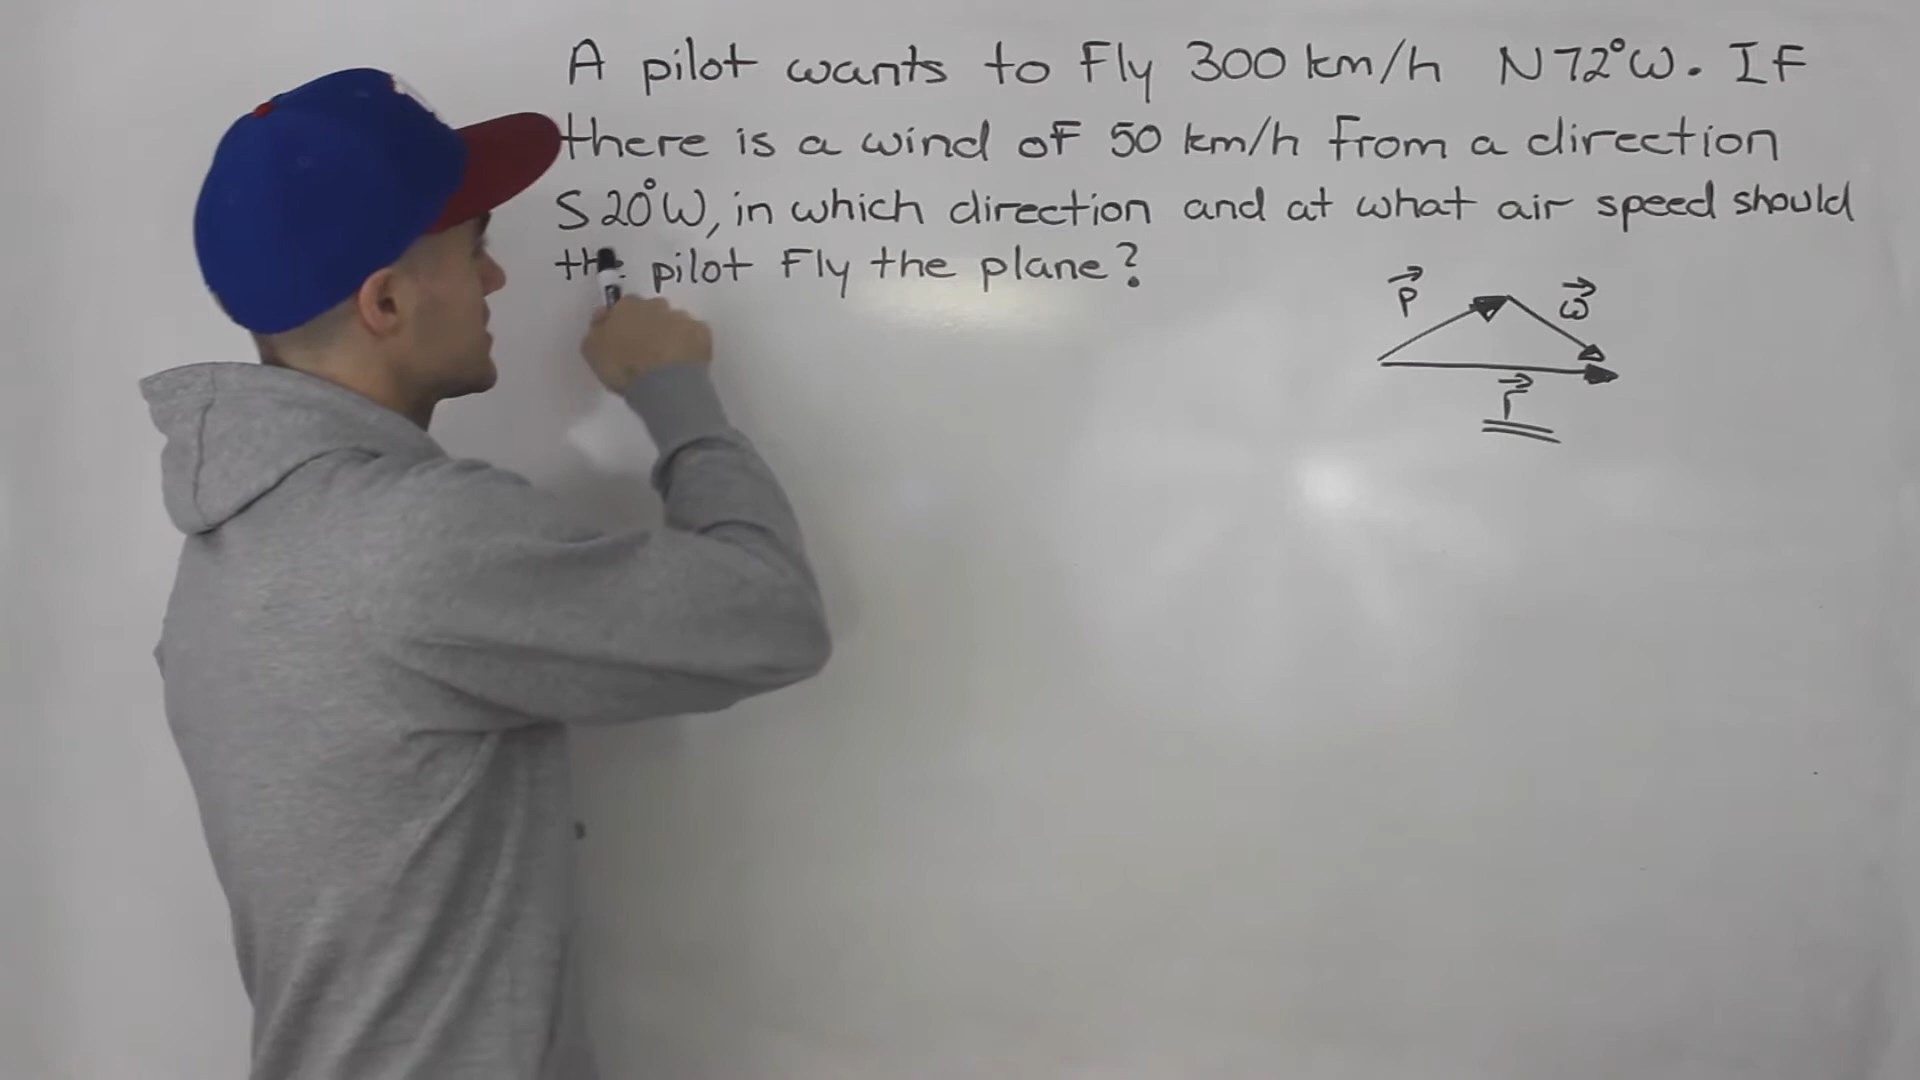 A pilot wants to fly 300 km/h N72°W. If
there is a wind of 50 km/h from a direction
S20°W, in which direction and at what air speed should
pilot fly the plane?
p⃗ w⃗
r⃗